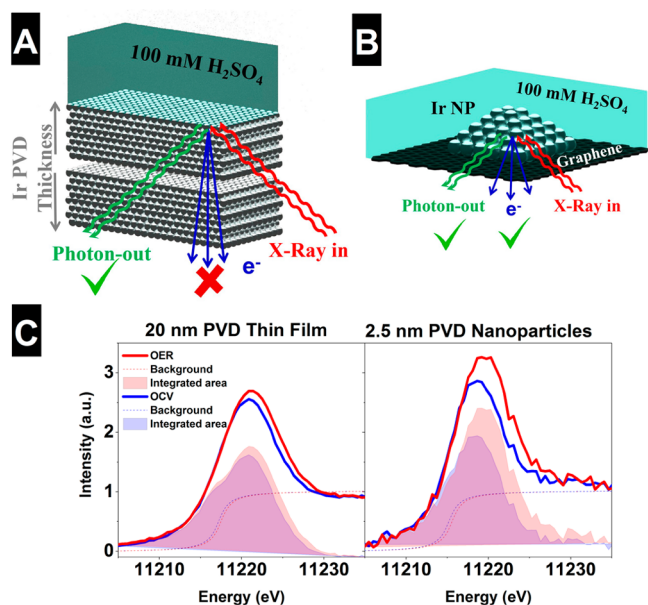 A
100 mM H₂SO₄
Ir PVD
Thickness
Photon-out
e-
X-Ray in
B
100 mM H₂SO₄
Ir NP
Graphene
Photon-out
e-
X-Ray in
C
20 nm PVD Thin Film
2.5 nm PVD Nanoparticles
OER
Background
Integrated area
OCV
Background
Integrated area
Intensity (a.u.)
3
2
1
0
11210 11220 11230
11210 11220 11230
Energy (eV)
Energy (eV)